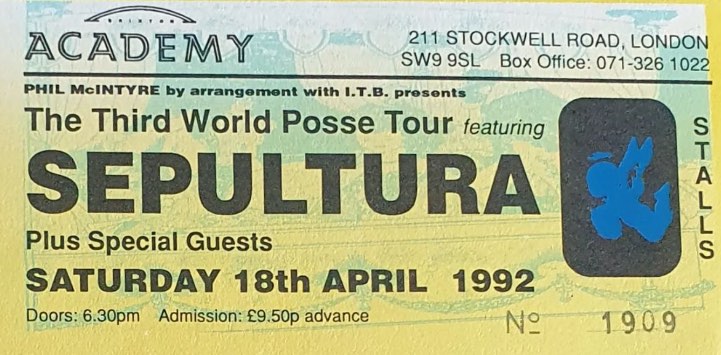 BRIXTON
ACADEMY
211 STOCKWELL ROAD, LONDON
SW9 9SL Box Office: 071-326 1022
PHIL McINTYRE by arrangement with I.T.B. presents
The Third World Posse Tour featuring
SEPULTURA
Plus Special Guests
SATURDAY 18th APRIL 1992
Doors: 6.30pm Admission: £9.50p advance
Nº 1909
STALLS